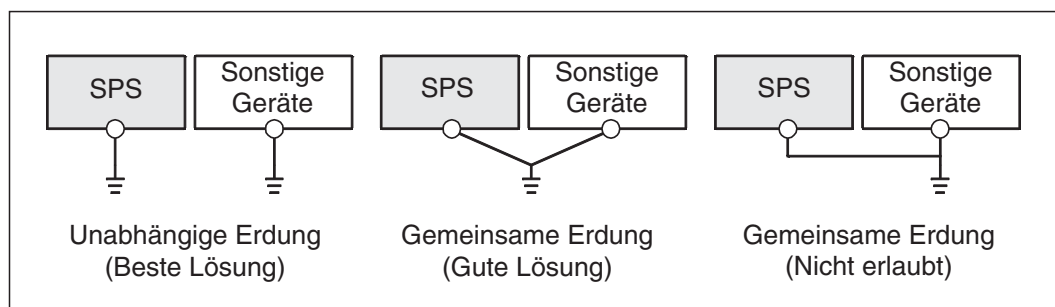 SPS
Sonstige
Geräte
SPS
Sonstige
Geräte
SPS
Sonstige
Geräte
Unabhängige Erdung
(Beste Lösung)
Gemeinsame Erdung
(Gute Lösung)
Gemeinsame Erdung
(Nicht erlaubt)